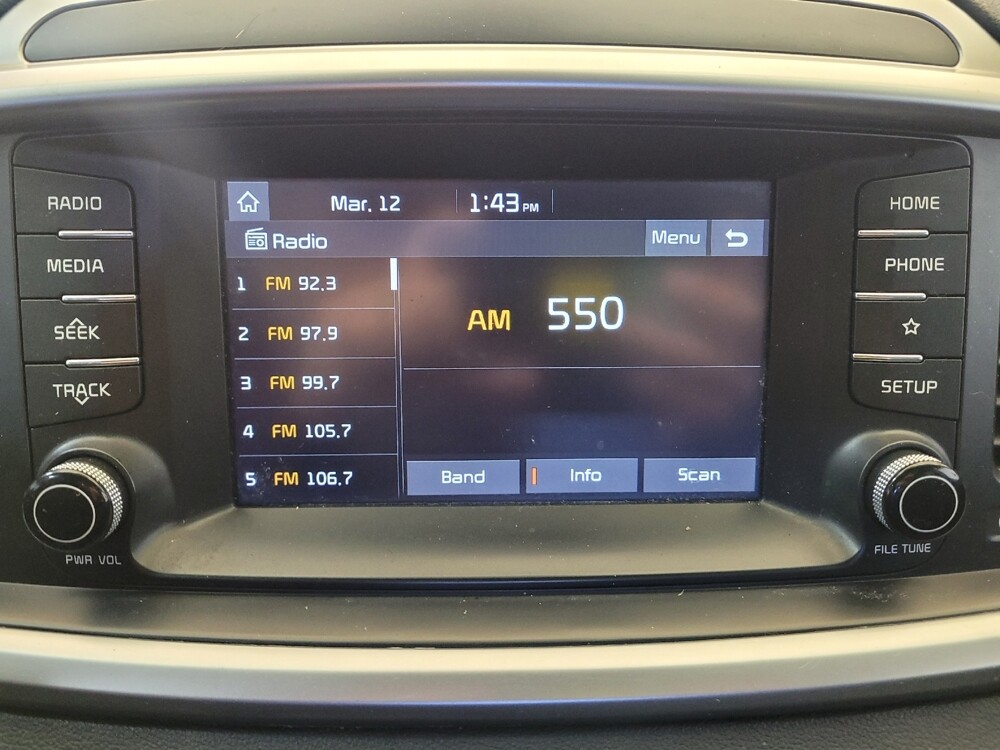 RADIO
MEDIA
SEEK
TRACK
PWR VOL
Mar. 12 1:43 PM
Radio Menu
1 FM 92.3
2 FM 97.9
3 FM 99.7
4 FM 105.7
5 FM 106.7
AM 550
Band Info Scan
HOME
PHONE
SETUP
FILE TUNE